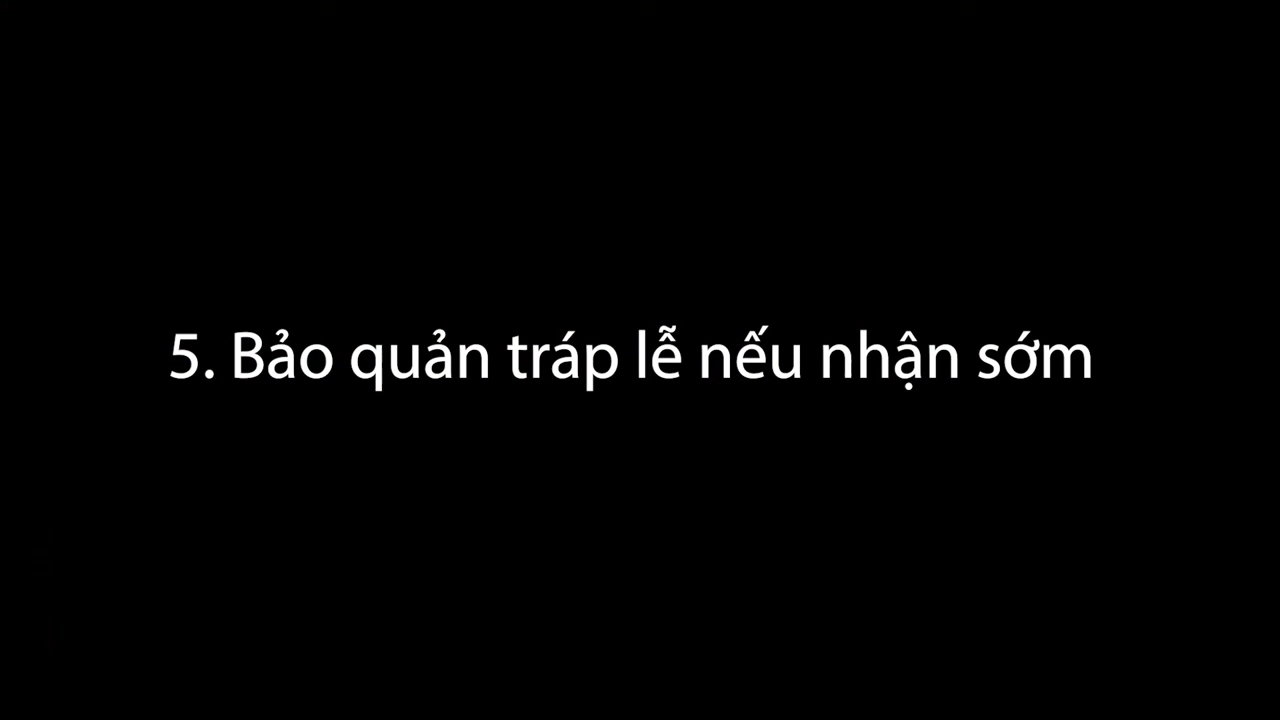 5. Bảo quản tráp lễ nếu nhận sớm